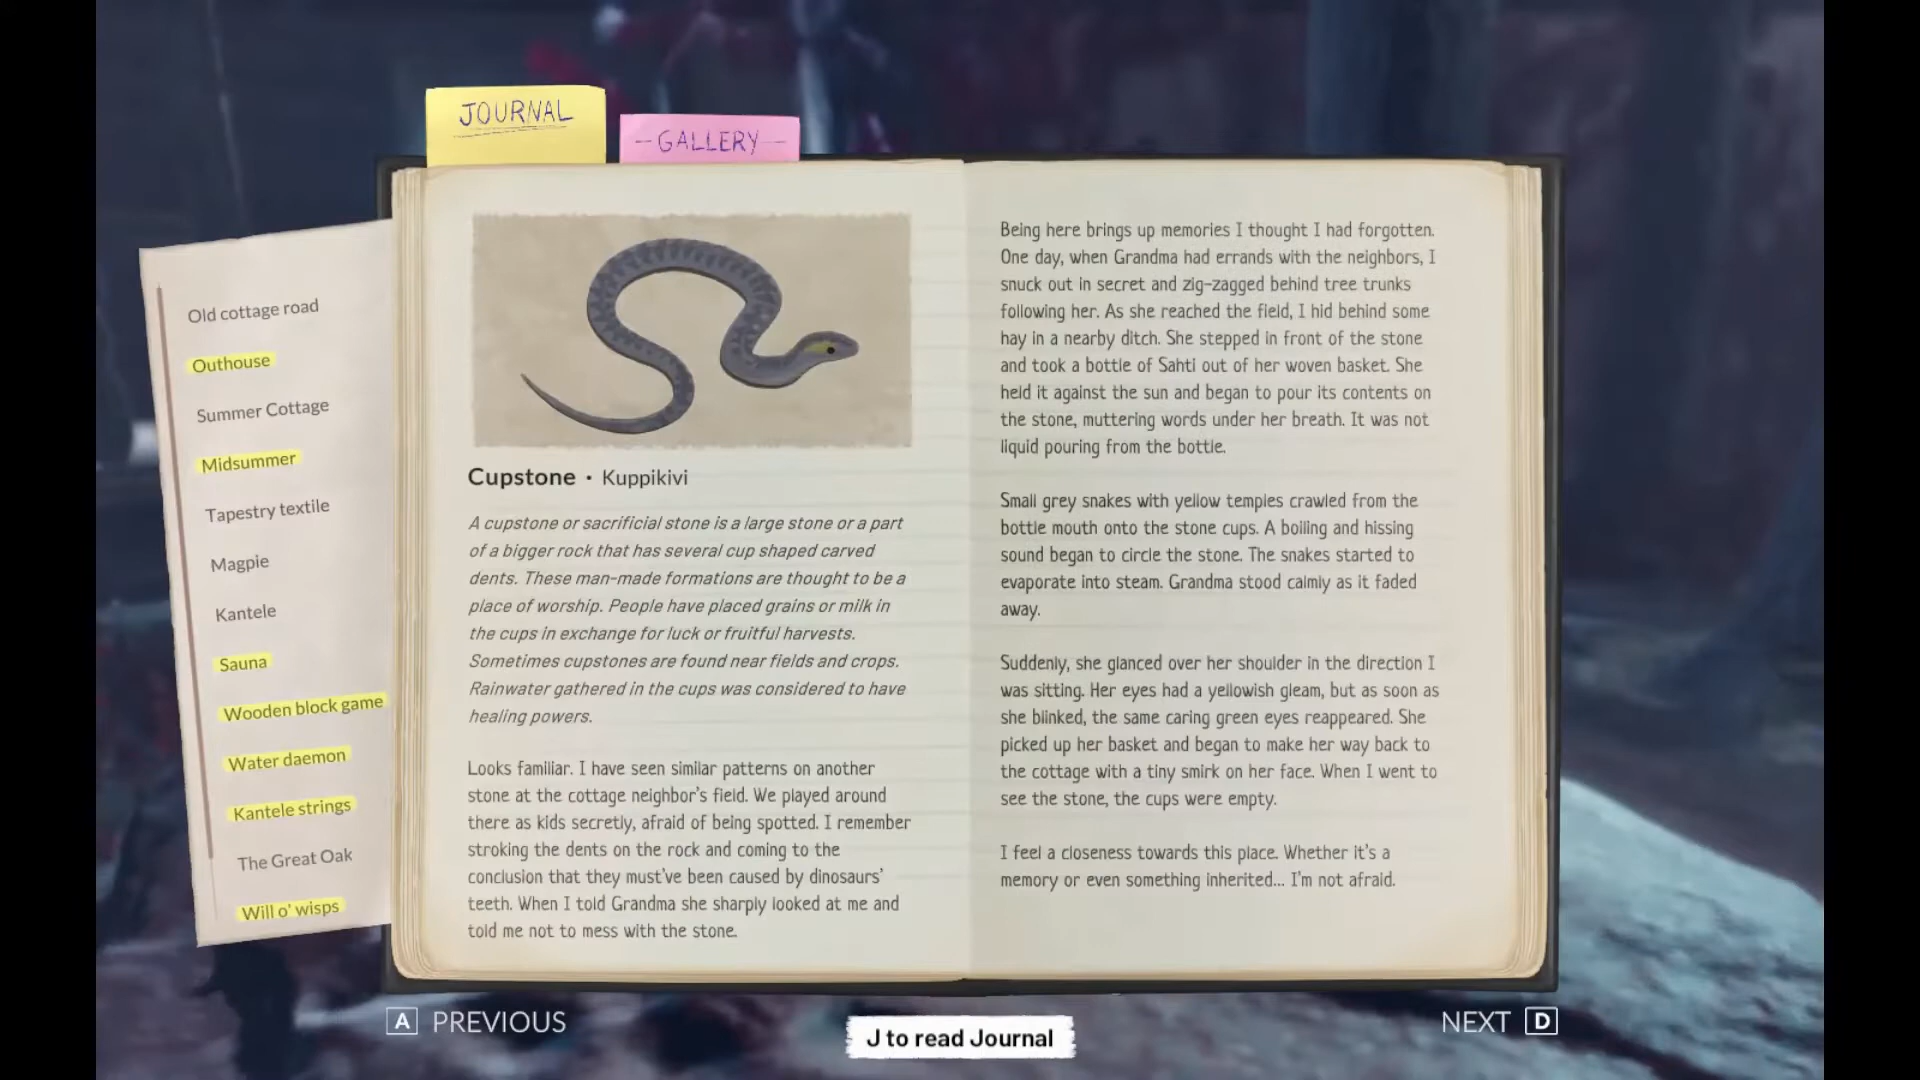 JOURNAL
-GALLERY-
Old cottage road
Outhouse
Summer Cottage
Midsummer
Tapestry textile
Magpie
Kantele
Sauna
Wooden block game
Water daemon
Kantele strings
The Great Oak
Will o' wisps
Cupstone · Kuppikivi
A cupstone or sacrificial stone is a large stone or a part
of a bigger rock that has several cup shaped carved
dents. These man-made formations are thought to be a
place of worship. People have placed grains or milk in
the cups in exchange for luck or fruitful harvests.
Sometimes cupstones are found near fields and crops.
Rainwater gathered in the cups was considered to have
healing powers.
Looks familiar. I have seen similar patterns on another
stone at the cottage neighbor's field. We played around
there as kids secretly, afraid of being spotted. I remember
stroking the dents on the rock and coming to the
conclusion that they must've been caused by dinosaurs'
teeth. When I told Grandma she sharply looked at me and
told me not to mess with the stone.
Being here brings up memories I thought I had forgotten.
One day, when Grandma had errands with the neighbors, I
snuck out in secret and zig-zagged behind tree trunks
following her. As she reached the field, I hid behind some
hay in a nearby ditch. She stepped in front of the stone
and took a bottle of Sahti out of her woven basket. She
held it against the sun and began to pour its contents on
the stone, muttering words under her breath. It was not
liquid pouring from the bottle.
Small grey snakes with yellow temples crawled from the
bottle mouth onto the stone cups. A boiling and hissing
sound began to circle the stone. The snakes started to
evaporate into steam. Grandma stood calmly as it faded
away.
Suddenly, she glanced over her shoulder in the direction I
was sitting. Her eyes had a yellowish gleam, but as soon as
she blinked, the same caring green eyes reappeared. She
picked up her basket and began to make her way back to
the cottage with a tiny smirk on her face. When I went to
see the stone, the cups were empty.
I feel a closeness towards this place. Whether it's a
memory or even something inherited... I'm not afraid.
A PREVIOUS
J to read Journal
NEXT D